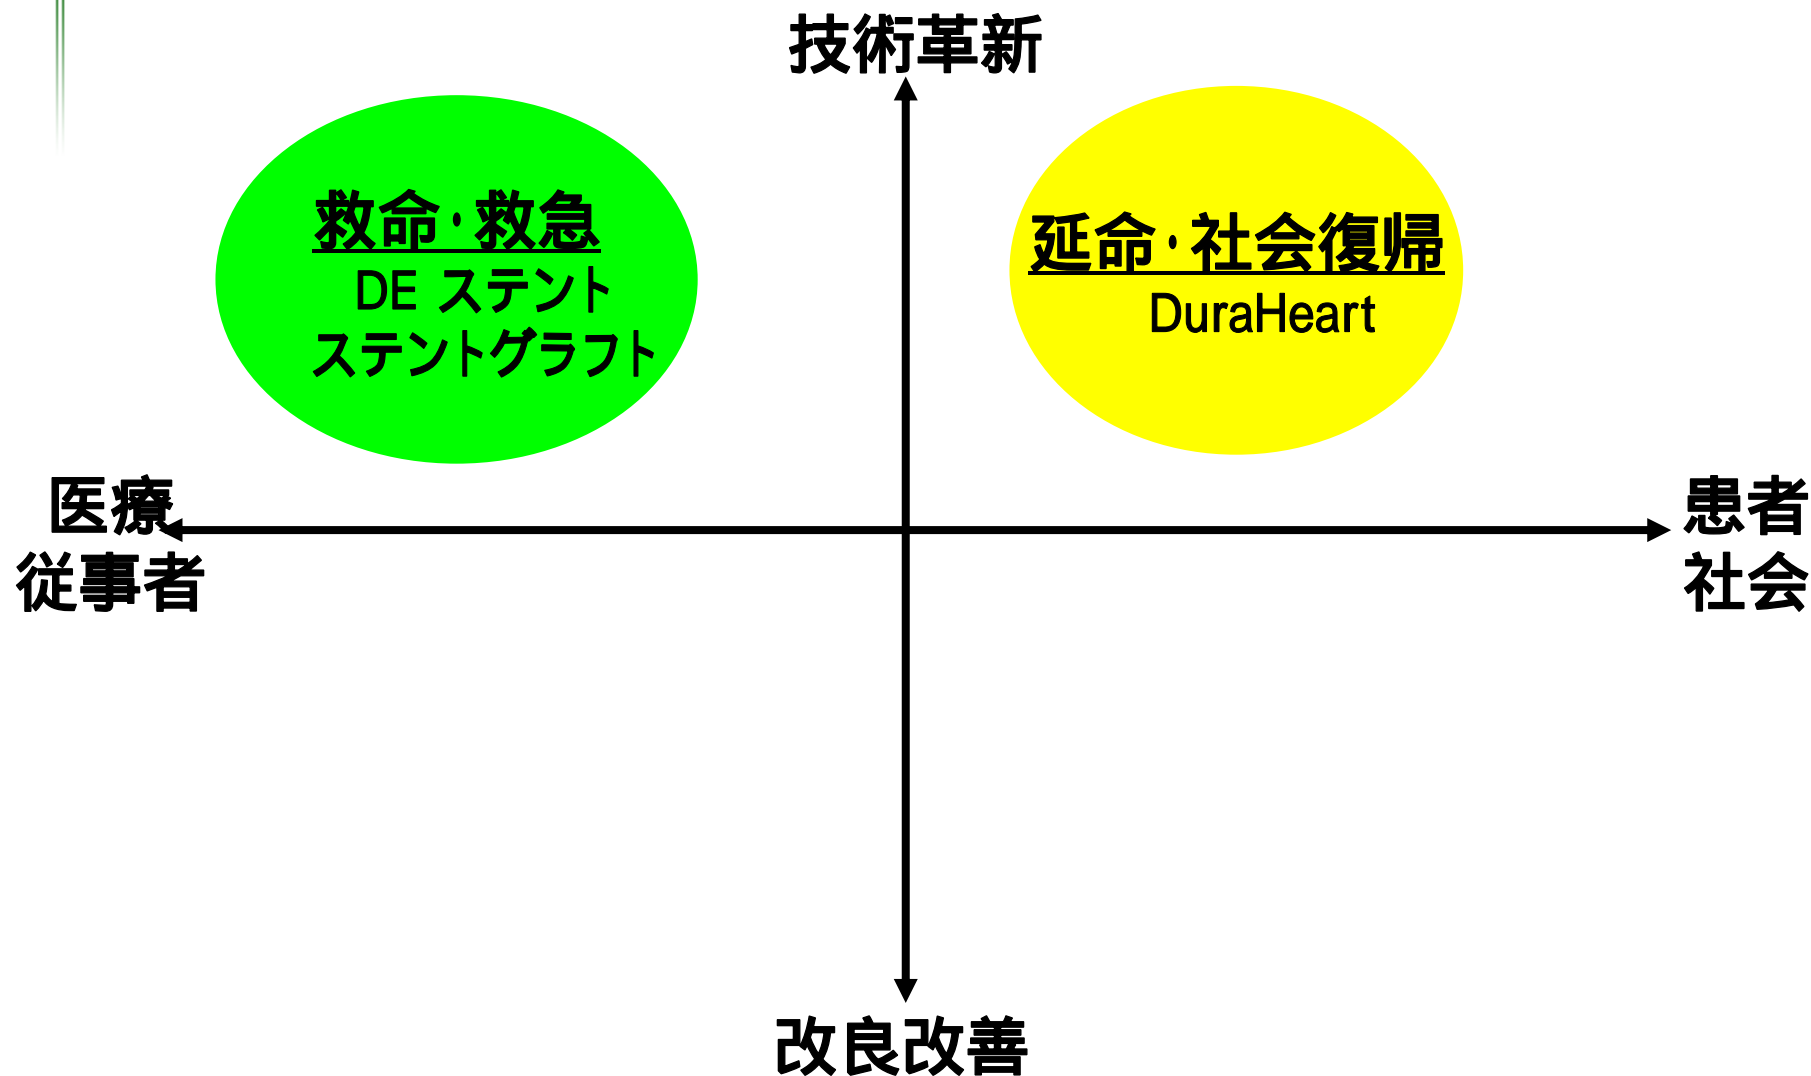 技術革新
救命･救急
DE ステント
ステントグラフト
延命･社会復帰
DuraHeart
医療
従事者
患者
社会
改良改善